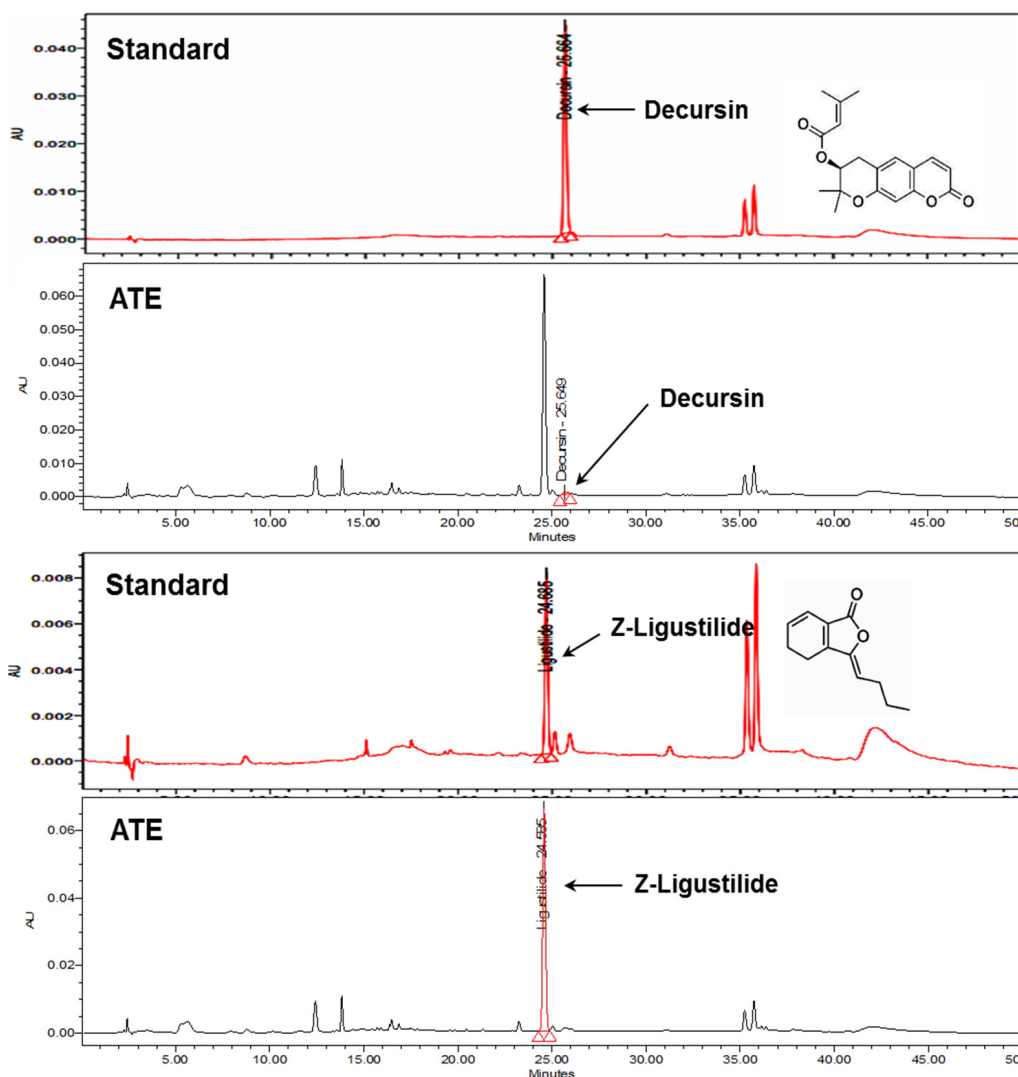 Standard
0.040
0.030
0.020
0.010
0.000
AU
Decursin - 25.664
Decursin
O
O
O
O
O
ATE
0.060
0.050
0.040
0.030
0.020
0.010
0.000
AU
Decursin - 25.649
Decursin
5.00 10.00 15.00 20.00 25.00 30.00 35.00 40.00 45.00
Minutes
Standard
0.008
0.006
0.004
0.002
0.000
AU
Ligustilide - 24.685
Z-Ligustilide
O
O
ATE
0.06
0.04
0.02
0.00
AU
Ligustilide 24.595
Z-Ligustilide
5.00 10.00 15.00 20.00 25.00 30.00 35.00 40.00 45.00
Minutes